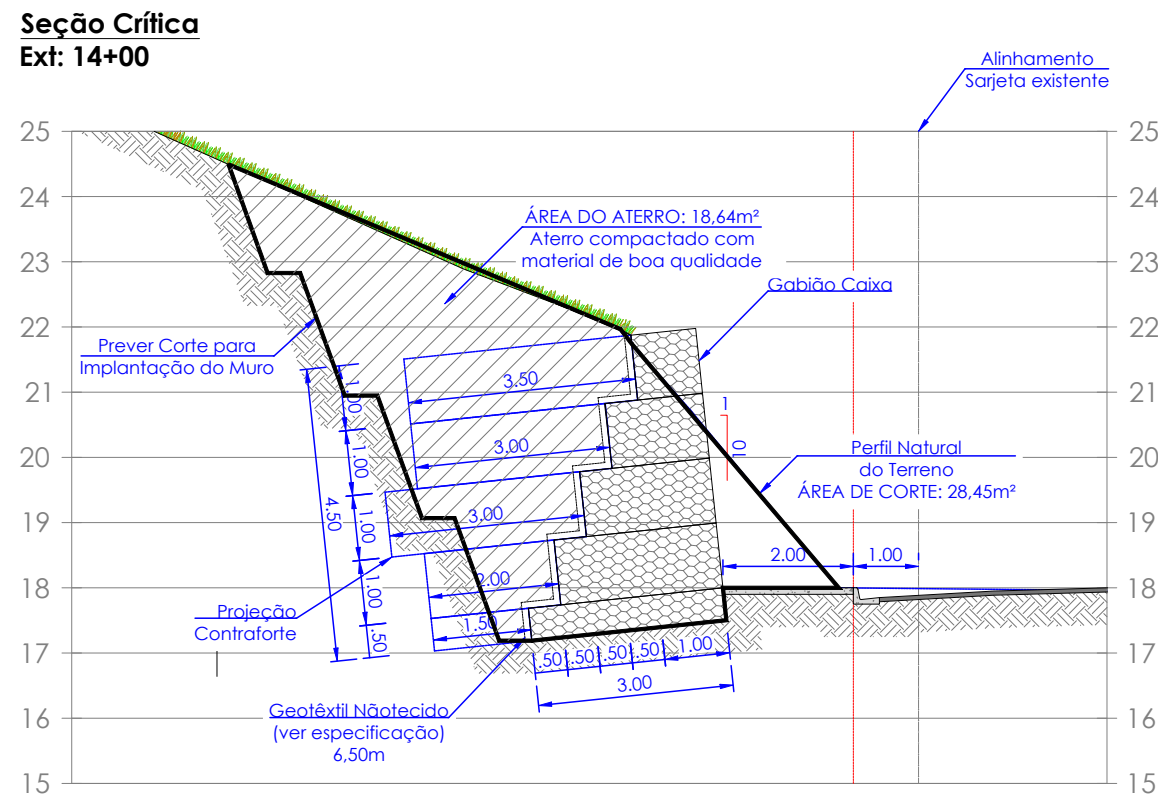 Seção Crítica
Ext: 14+00
Alinhamento
Sarjeta existente
25
25
24
24
ÁREA DO ATERRO: 18,64m²
Aterro compactado com
material de boa qualidade
23
23
Gabião Caixa
22
22
Prever Corte para
Implantação do Muro
21
21
3.50
1.00
1
10
3.00
20
20
1.00
Perfil Natural
do Terreno
ÁREA DE CORTE: 28,45m²
4.50
1.00
3.00
19
19
2.00
1.00
18
18
2.00
1.00
Projeção
Contraforte
1.50
.50
17
17
.50
.50
.50
.50
1.00
3.00
Geotêxtil Nãotecido
(ver especificação)
6,50m
16
16
15
15